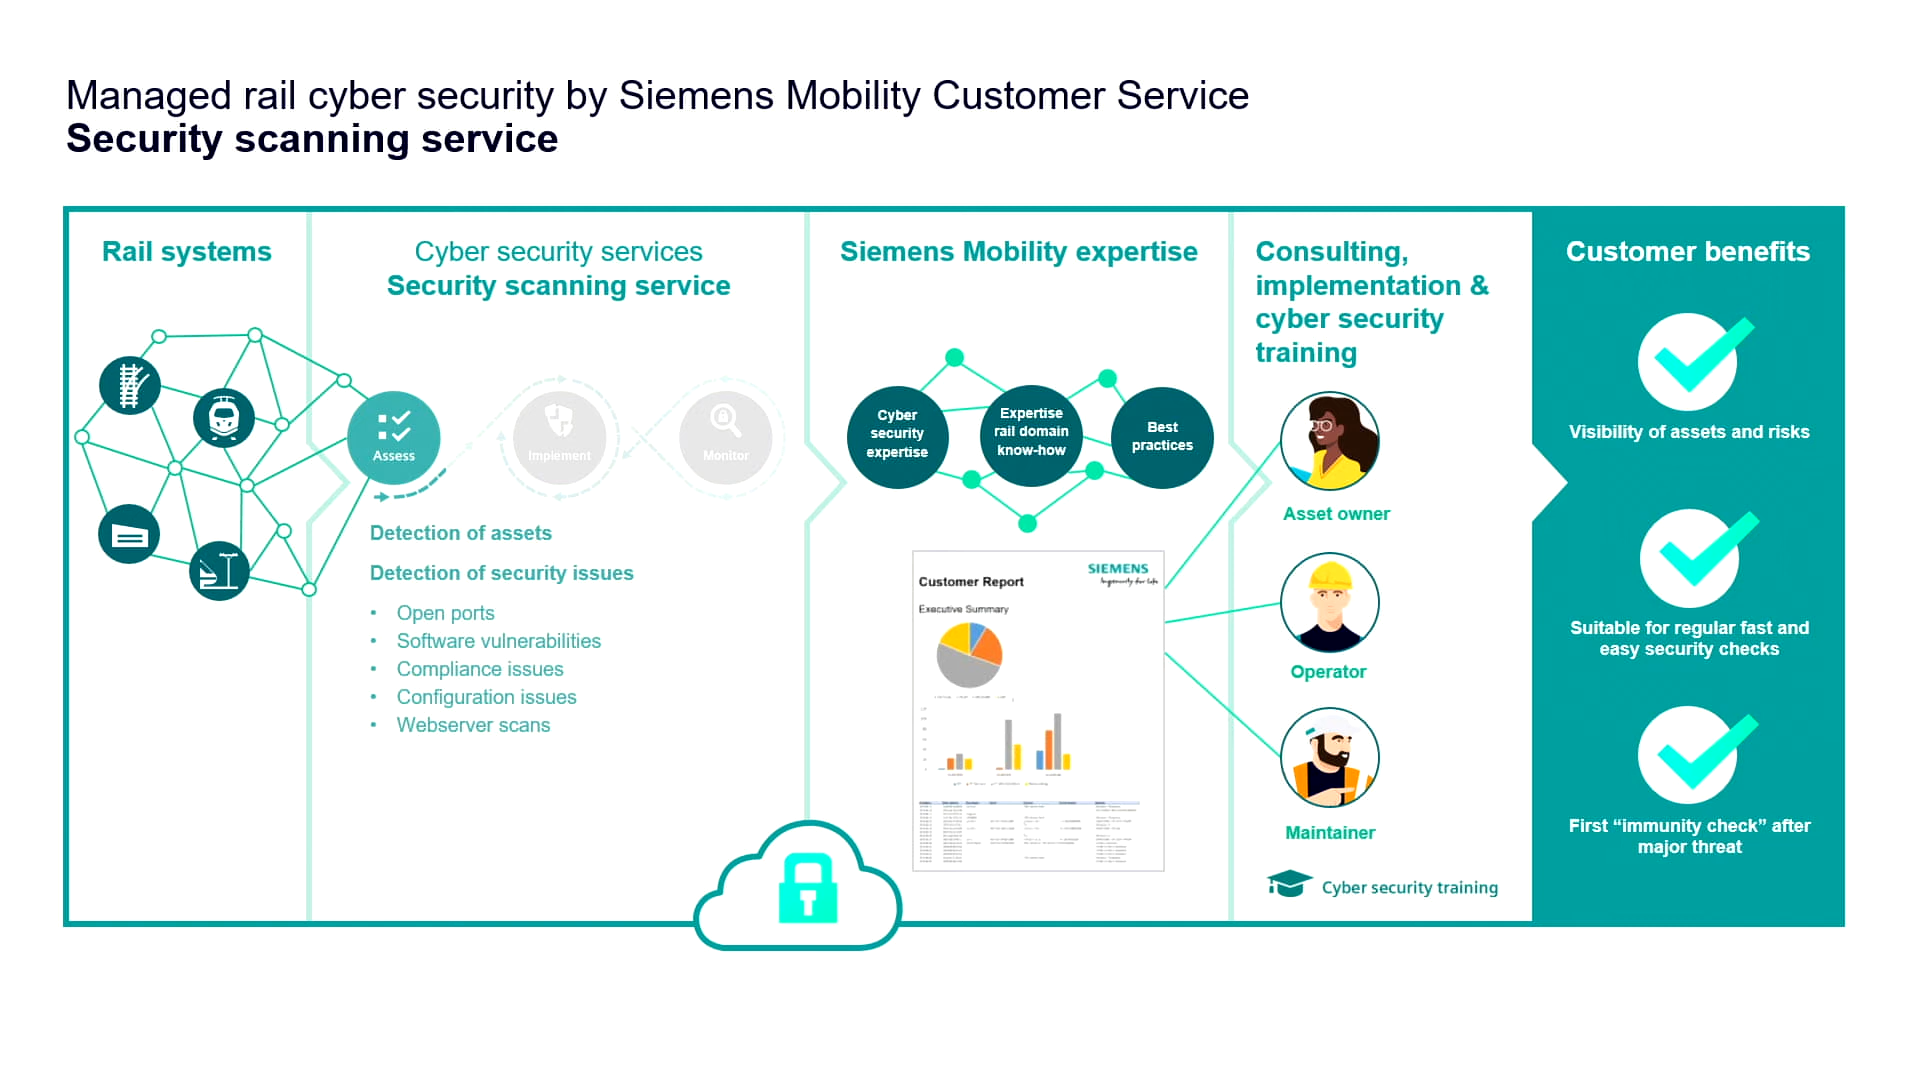 Managed rail cyber security by Siemens Mobility Customer Service
Security scanning service
Rail systems
Cyber security services
Security scanning service
Assess
Implement
Monitor
Detection of assets
Detection of security issues
• Open ports
• Software vulnerabilities
• Compliance issues
• Configuration issues
• Webserver scans
Siemens Mobility expertise
Cyber
security
expertise
Expertise
rail domain
know-how
Best
practices
SIEMENS
Ingenuity for life
Customer Report
Executive Summary
Consulting,
implementation &
cyber security
training
Asset owner
Operator
Maintainer
Cyber security training
Customer benefits
Visibility of assets and risks
Suitable for regular fast and
easy security checks
First “immunity check” after
major threat